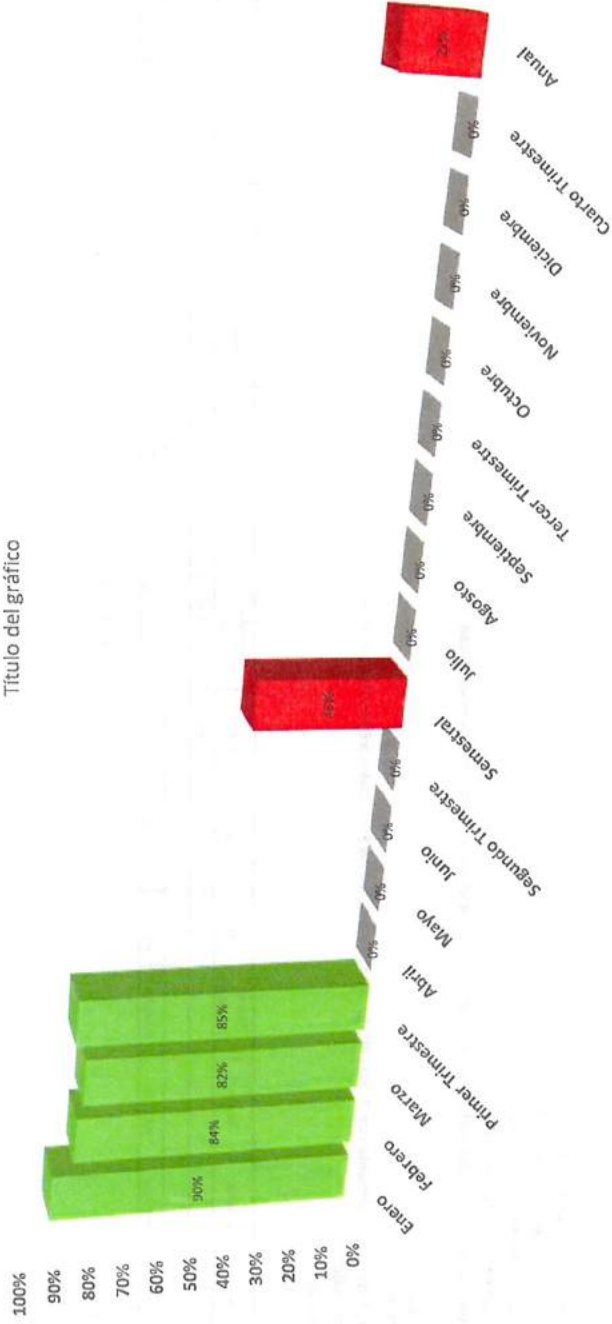 Título del gráfico
100%
90%
80%
70%
60%
50%
40%
30%
20%
10%
0%
90%
84%
82%
85%
0%
0%
0%
0%
0%
0%
0%
0%
0%
0%
0%
0%
Enero
Febrero
Marzo
Primer Trimestre
Abril
Mayo
Junio
Segundo Trimestre
Semestral
Julio
Agosto
Septiembre
Tercer Trimestre
Octubre
Noviembre
Diciembre
Cuarto Trimestre
Anual